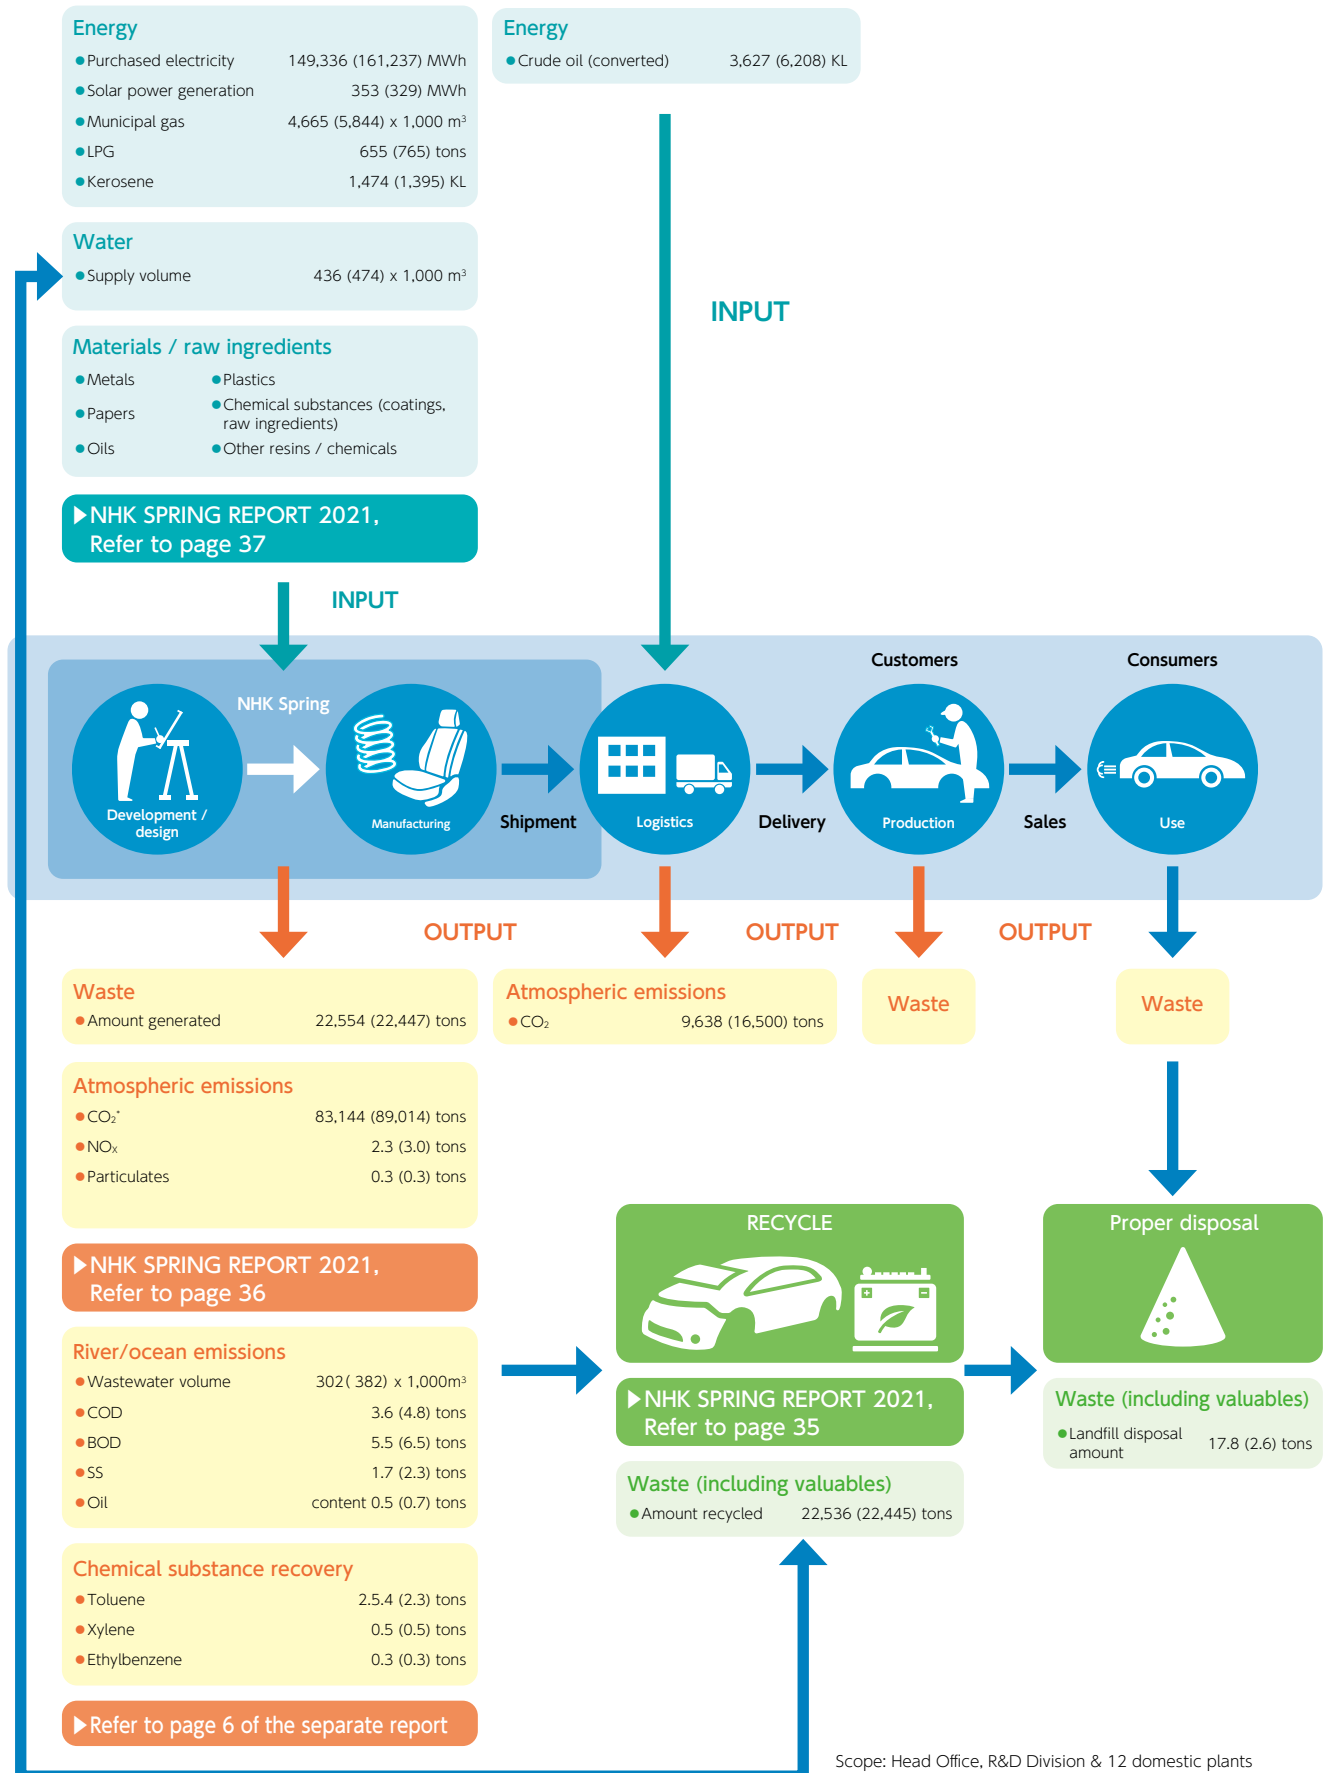 Energy
●Purchased electricity 149,336 (161,237) MWh
●Solar power generation 353 (329) MWh
●Municipal gas 4,665 (5,844) x 1,000 m³
●LPG 655 (765) tons
●Kerosene 1,474 (1,395) KL
Energy
●Crude oil (converted) 3,627 (6,208) KL
Water
●Supply volume 436 (474) x 1,000 m³
INPUT
Materials / raw ingredients
●Metals ●Plastics
●Papers ●Chemical substances (coatings,
raw ingredients)
●Oils ●Other resins / chemicals
▶NHK SPRING REPORT 2021,
Refer to page 37
INPUT
Customers
Consumers
NHK Spring
Development /
design
Manufacturing
Shipment
Logistics
Delivery
Production
Sales
Use
OUTPUT
OUTPUT
OUTPUT
Waste
●Amount generated 22,554 (22,447) tons
Atmospheric emissions
●CO₂ 9,638 (16,500) tons
Waste
Waste
Atmospheric emissions
●CO₂* 83,144 (89,014) tons
●NOx 2.3 (3.0) tons
●Particulates 0.3 (0.3) tons
▶NHK SPRING REPORT 2021,
Refer to page 36
River/ocean emissions
●Wastewater volume 302( 382) x 1,000m³
●COD 3.6 (4.8) tons
●BOD 5.5 (6.5) tons
●SS 1.7 (2.3) tons
●Oil content 0.5 (0.7) tons
Chemical substance recovery
●Toluene 2.5.4 (2.3) tons
●Xylene 0.5 (0.5) tons
●Ethylbenzene 0.3 (0.3) tons
▶Refer to page 6 of the separate report
RECYCLE
▶NHK SPRING REPORT 2021,
Refer to page 35
Waste (including valuables)
●Amount recycled 22,536 (22,445) tons
Proper disposal
Waste (including valuables)
●Landfill disposal
amount 17.8 (2.6) tons
Scope: Head Office, R&D Division & 12 domestic plants